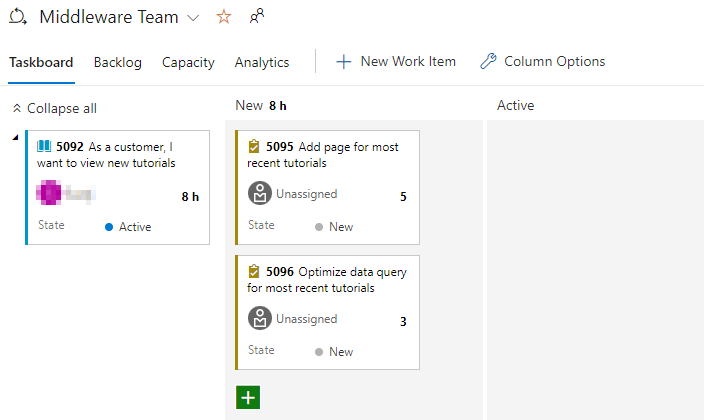 Middleware Team
Taskboard Backlog Capacity Analytics New Work Item Column Options
Collapse all
New 8 h
Active
5092 As a customer, I
want to view new tutorials
8 h
State Active
5095 Add page for most
recent tutorials
Unassigned 5
State New
5096 Optimize data query
for most recent tutorials
Unassigned 3
State New